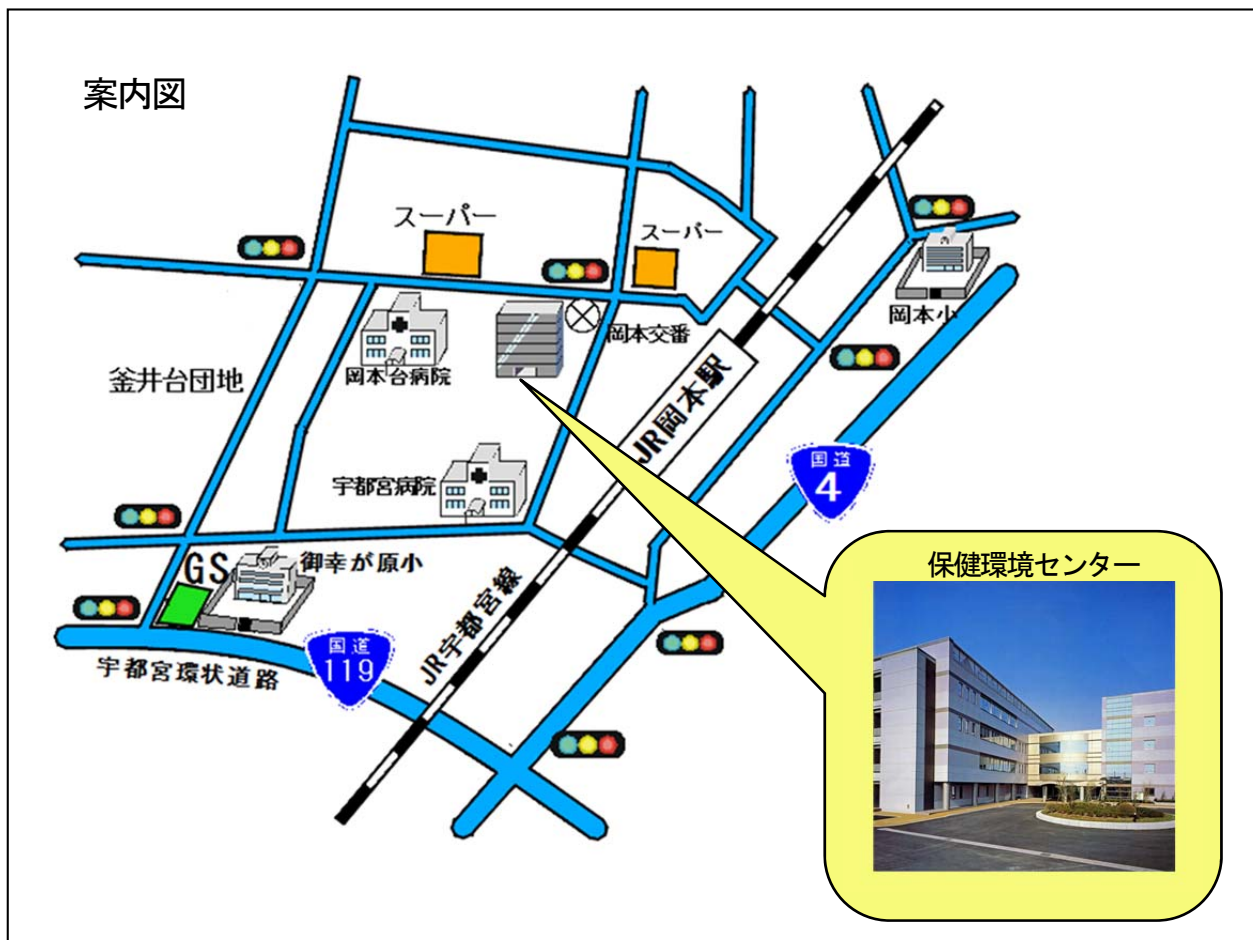 案内図
スーパー
スーパー
岡本交番
岡本小
岡本台病院
釜井台団地
JR岡本駅
国道
4
宇都宮病院
GS
御幸が原小
保健環境センター
JR宇都宮線
国道
119
宇都宮環状道路